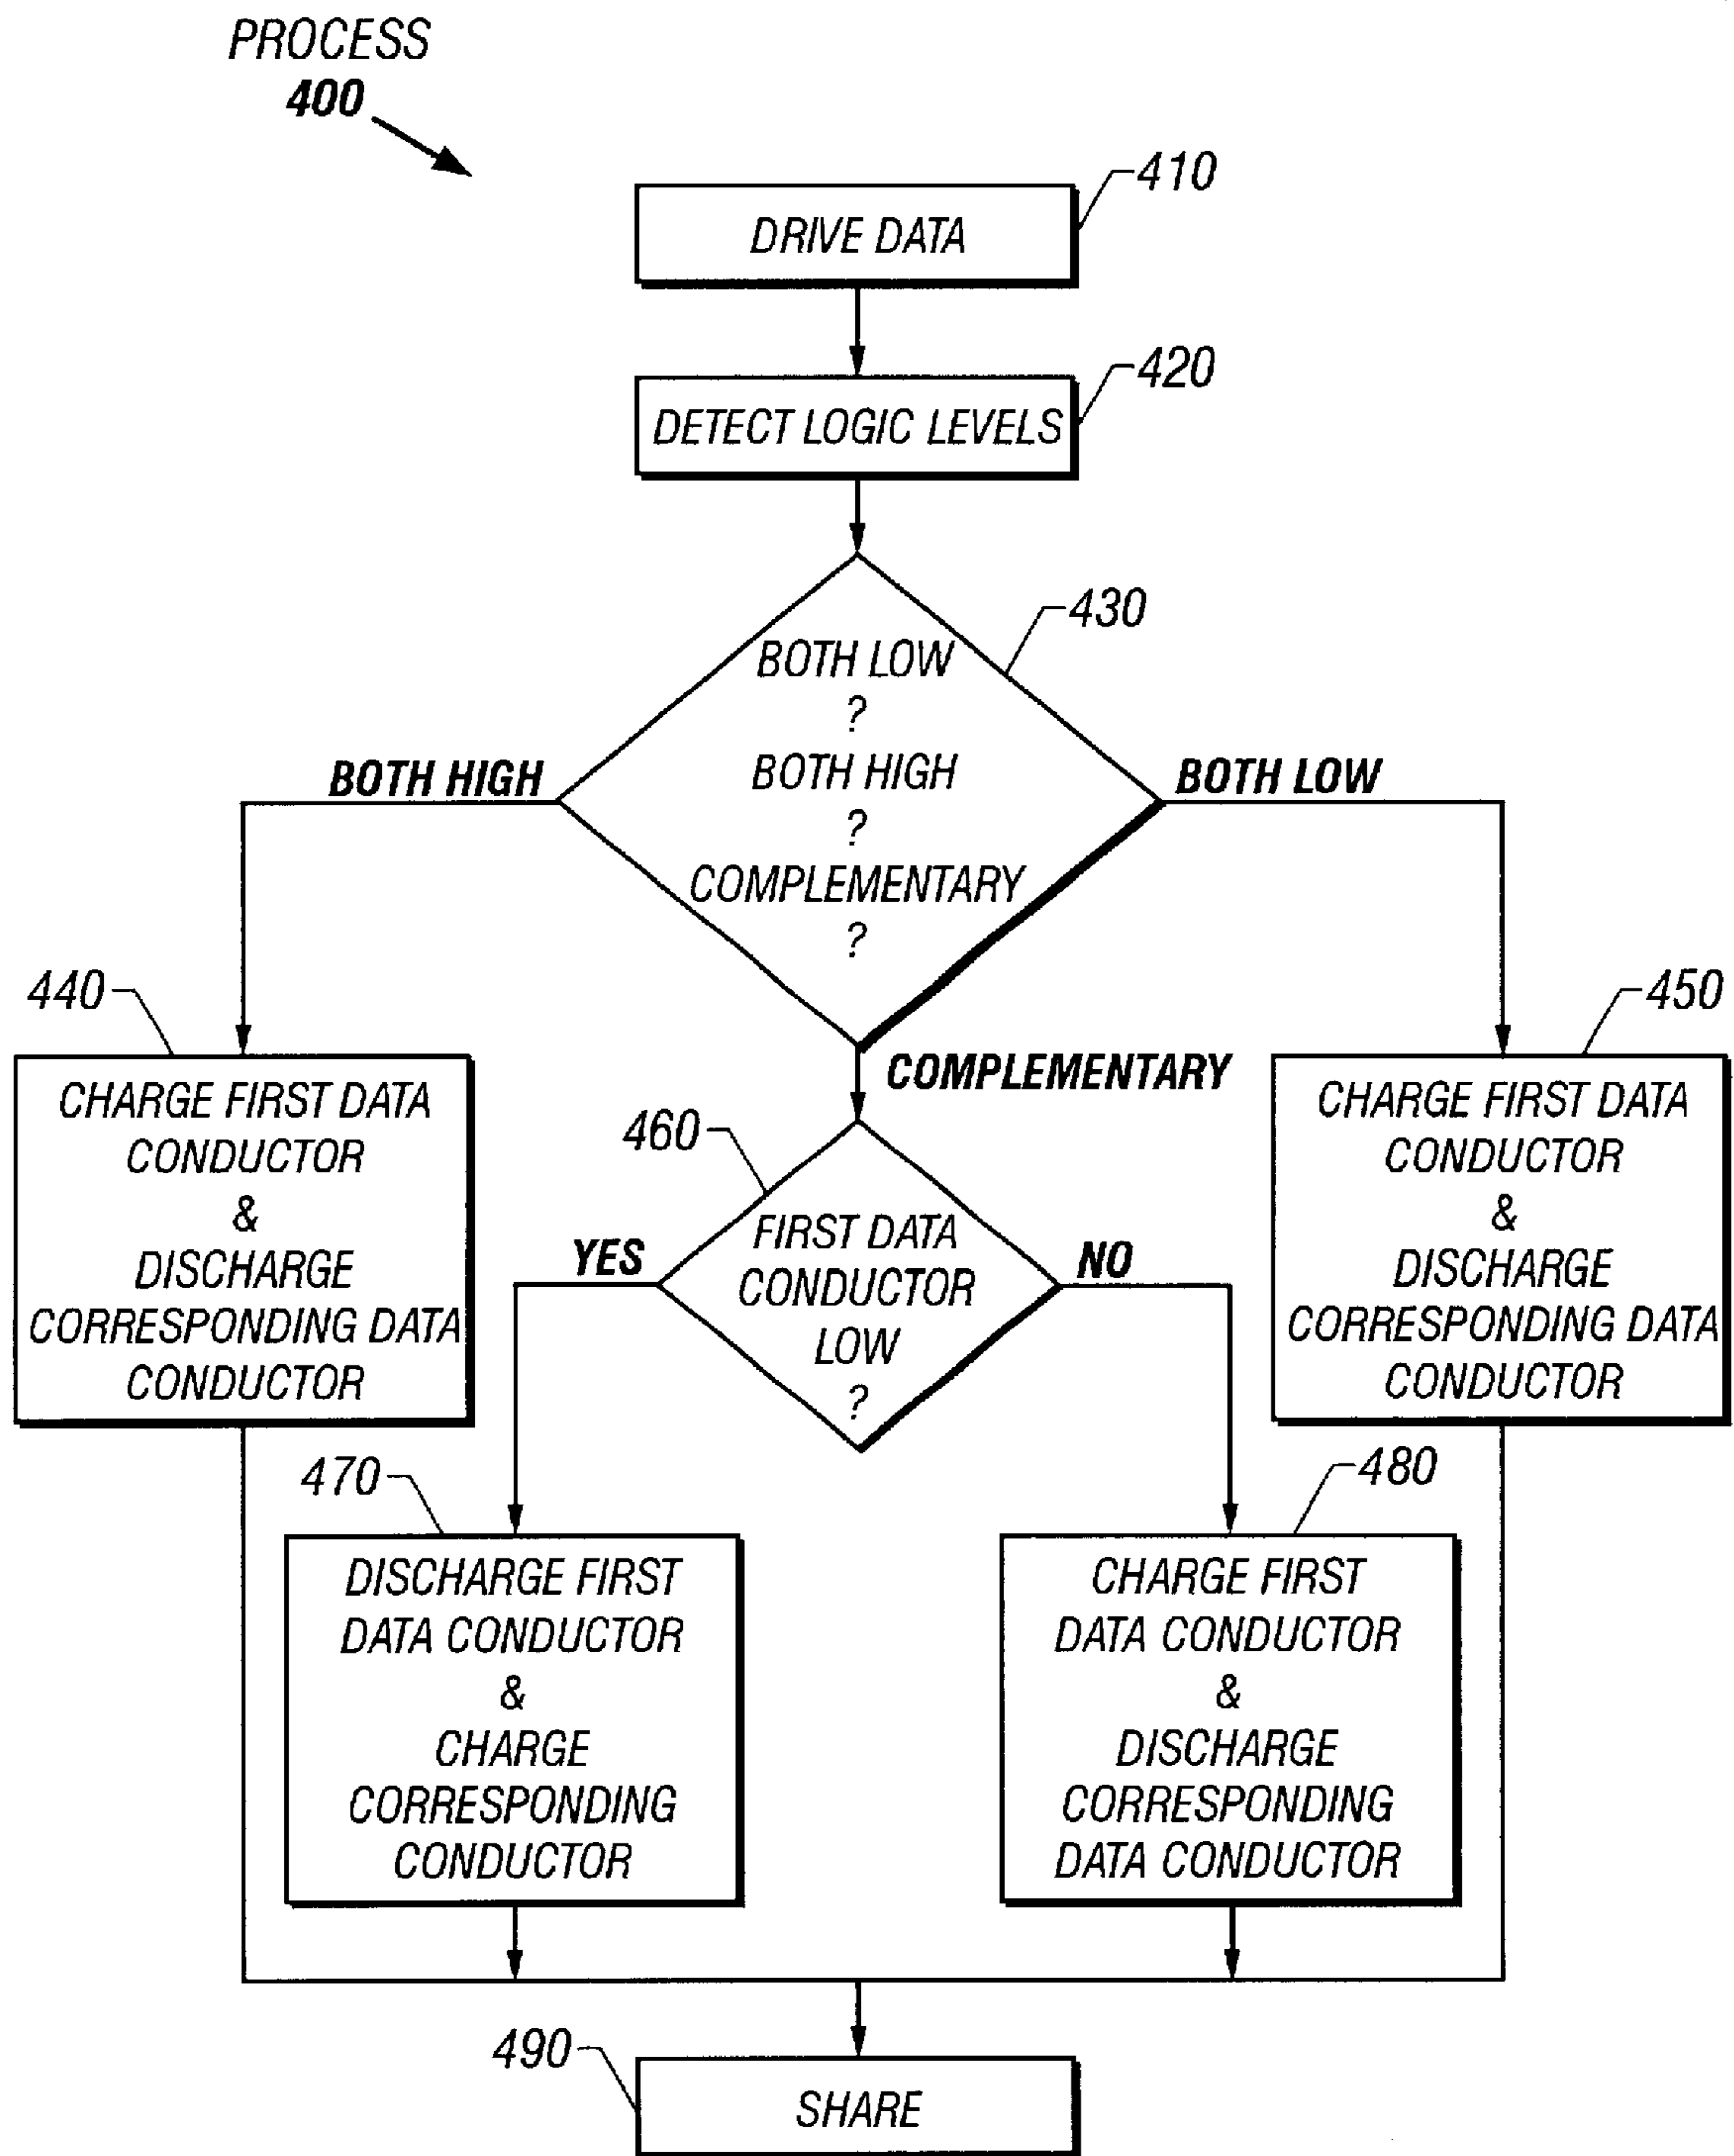 PROCESS
400
410
DRIVE DATA
420
DETECT LOGIC LEVELS
430
BOTH LOW
?
BOTH HIGH
?
COMPLEMENTARY
?
BOTH HIGH
BOTH LOW
COMPLEMENTARY
440
CHARGE FIRST DATA
CONDUCTOR
&
DISCHARGE
CORRESPONDING DATA
CONDUCTOR
450
CHARGE FIRST DATA
CONDUCTOR
&
DISCHARGE
CORRESPONDING DATA
CONDUCTOR
460
FIRST DATA
CONDUCTOR
LOW
?
YES
NO
470
DISCHARGE FIRST
DATA CONDUCTOR
&
CHARGE
CORRESPONDING
CONDUCTOR
480
CHARGE FIRST
DATA CONDUCTOR
&
DISCHARGE
CORRESPONDING
DATA CONDUCTOR
490
SHARE